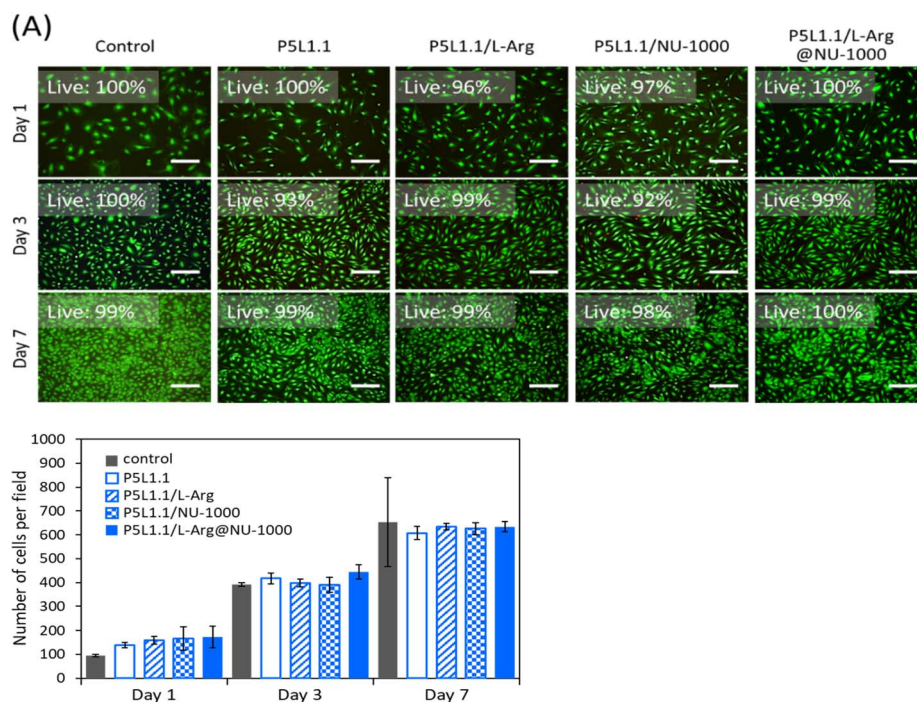 (A)
Control P5L1.1 P5L1.1/L-Arg P5L1.1/NU-1000 P5L1.1/L-Arg
@NU-1000
Day 1
Live: 100% Live: 100% Live: 96% Live: 97% Live: 100%
Day 3
Live: 100% Live: 93% Live: 99% Live: 92% Live: 99%
Day 7
Live: 99% Live: 99% Live: 99% Live: 98% Live: 100%
Number of cells per field
1000
900
800
700
600
500
400
300
200
100
0
control
P5L1.1
P5L1.1/L-Arg
P5L1.1/NU-1000
P5L1.1/L-Arg@NU-1000
Day 1 Day 3 Day 7